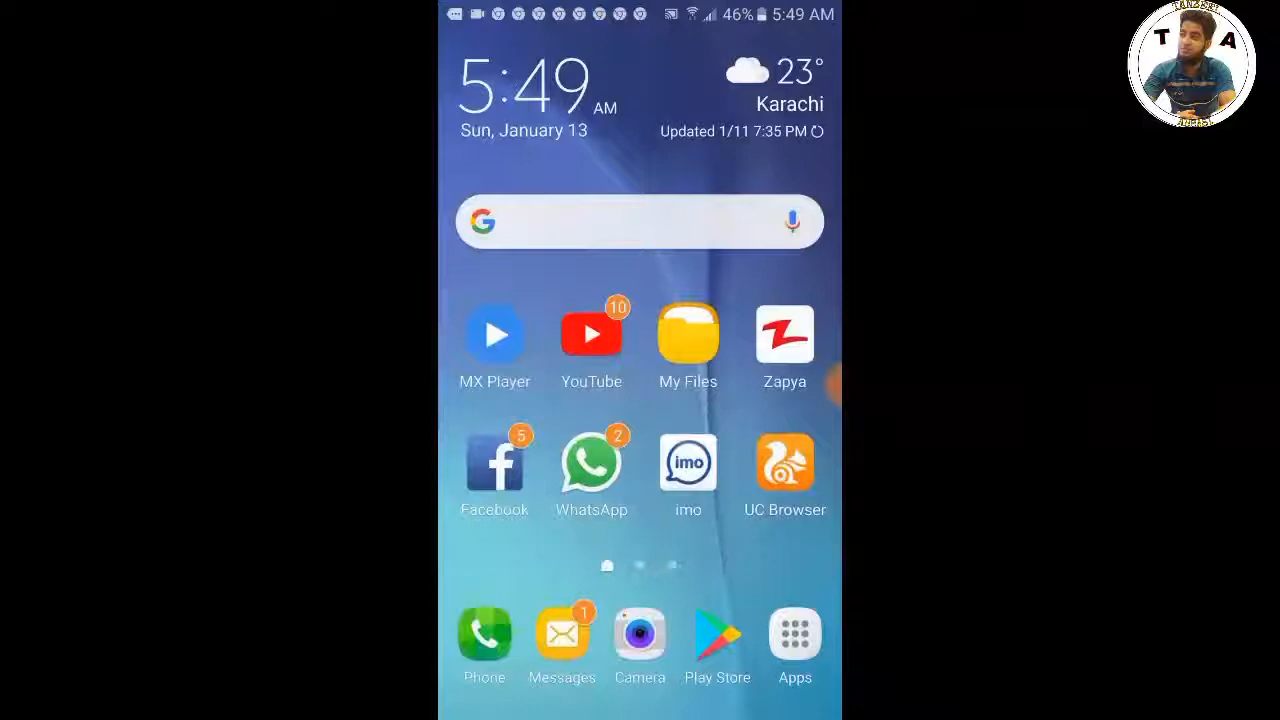 46% 5:49 AM
5:49 AM
Sun, January 13
23°
Karachi
Updated 1/11 7:35 PM
G
10
MX Player YouTube My Files Zapya
5 2
imo
Facebook WhatsApp imo UC Browser
1
Phone Messages Camera Play Store Apps
T A